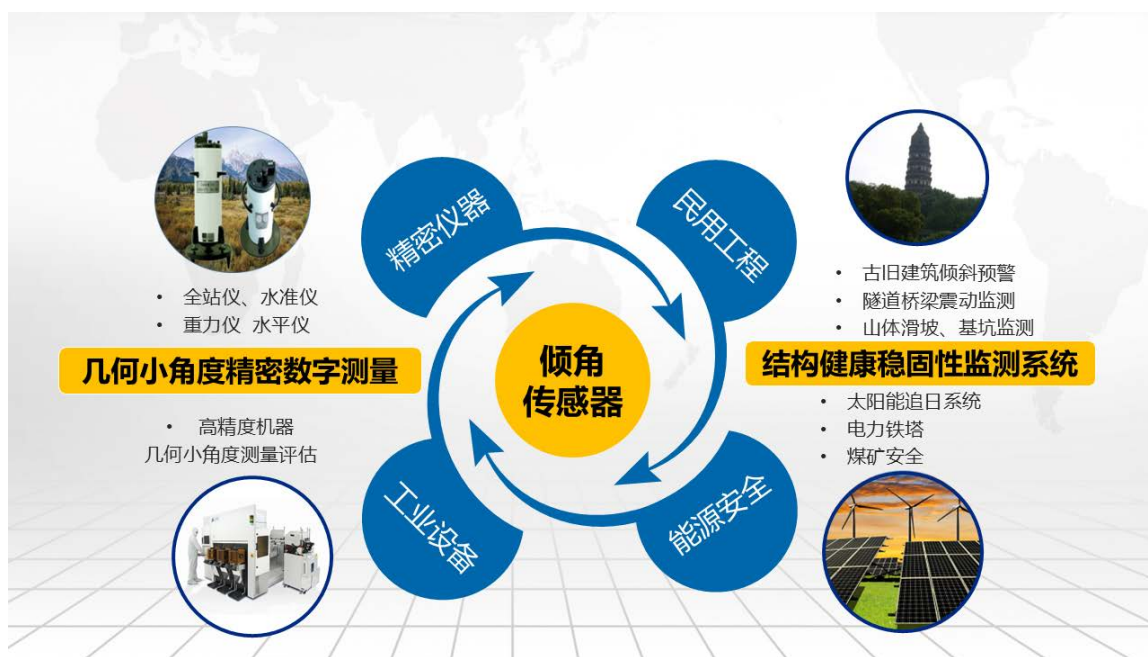 精密仪器
民用工程
• 全站仪、水准仪
• 重力仪 水平仪
• 古旧建筑倾斜预警
• 隧道桥梁震动监测
• 山体滑坡、基坑监测
几何小角度精密数字测量
倾角
传感器
结构健康稳固性监测系统
• 高精度机器
几何小角度测量评估
• 太阳能追日系统
• 电力铁塔
• 煤矿安全
工业设备
能源安全